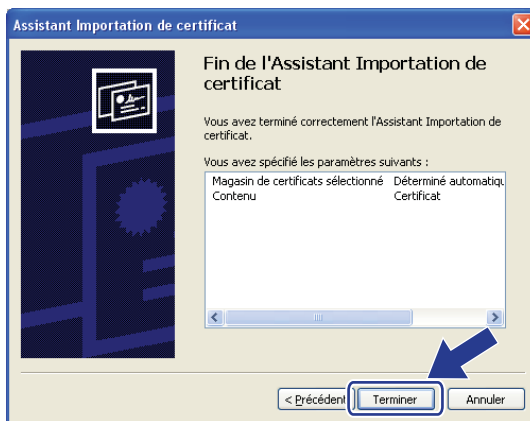 Assistant Importation de certificat
Fin de l'Assistant Importation de
certificat
Vous avez terminé correctement l'Assistant Importation de
certificat.
Vous avez spécifié les paramètres suivants :
Magasin de certificats sélectionné Déterminé automatiqu
Contenu Certificat
< Précédent Terminer Annuler